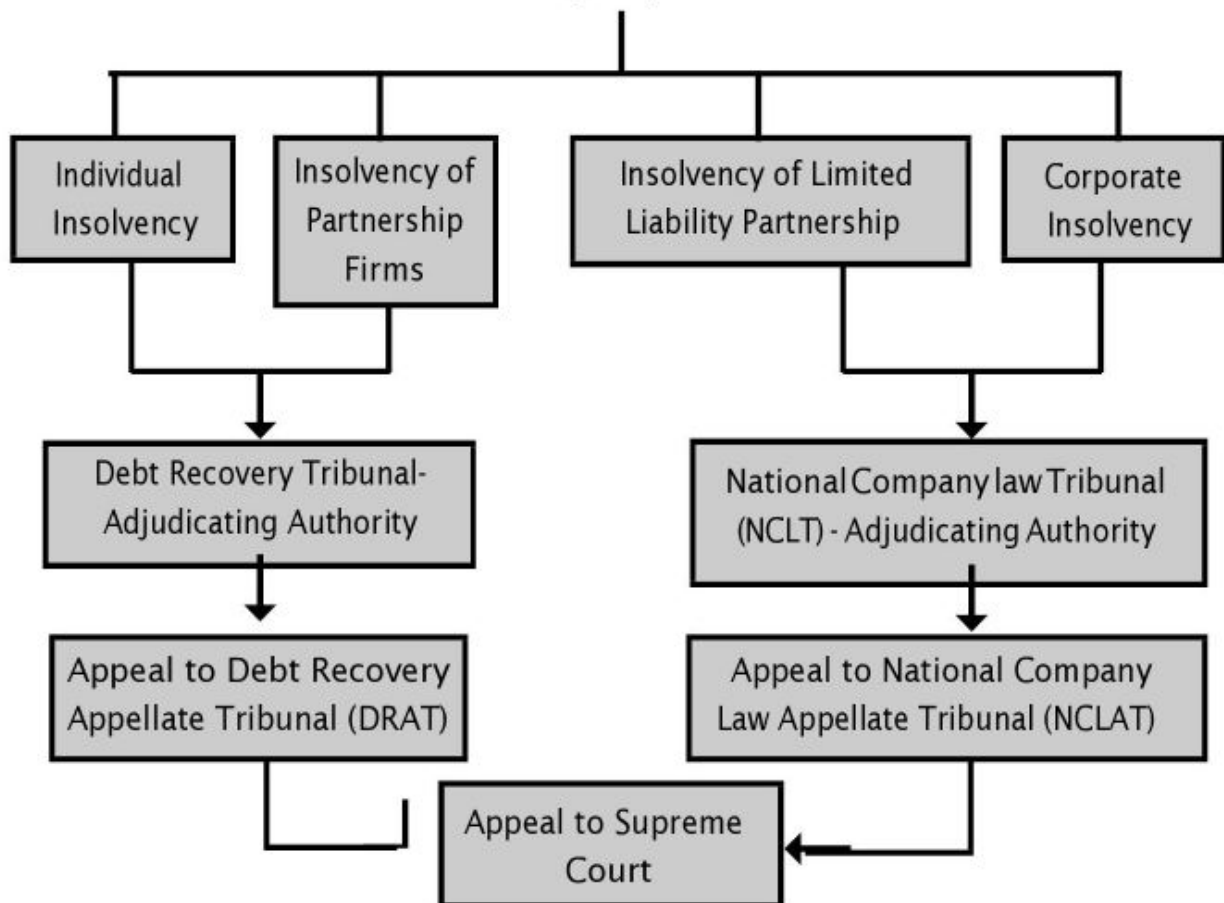 Individual
Insolvency
Insolvency of
Partnership
Firms
Insolvency of Limited
Liability Partnership
Corporate
Insolvency
Debt Recovery Tribunal-
Adjudicating Authority
National Company law Tribunal
(NCLT) - Adjudicating Authority
Appeal to Debt Recovery
Appellate Tribunal (DRAT)
Appeal to National Company
Law Appellate Tribunal (NCLAT)
Appeal to Supreme
Court